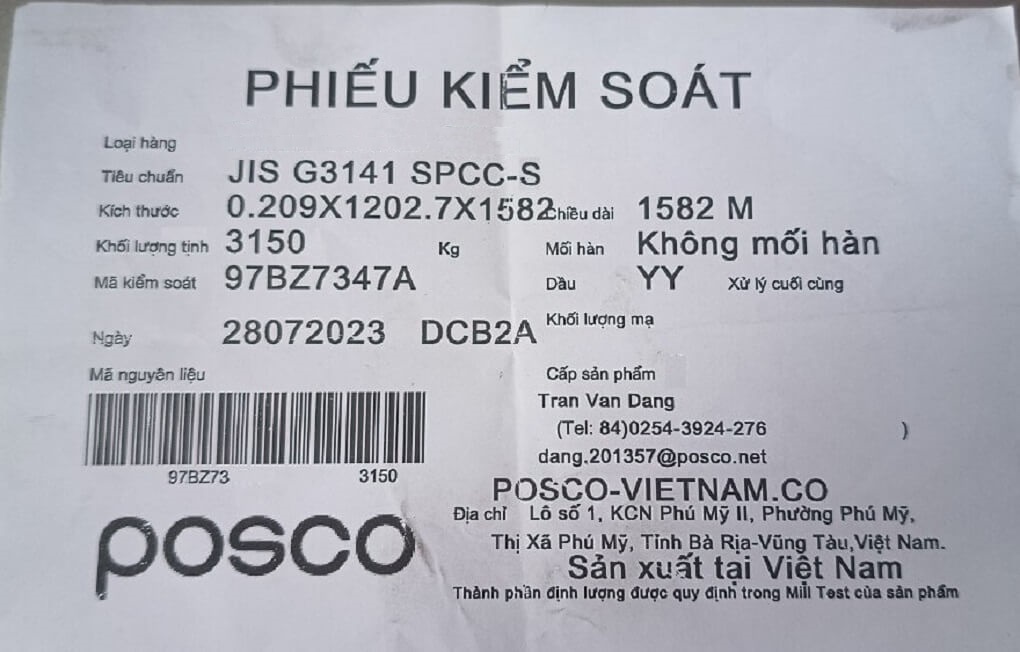 PHIẾU KIỂM SOÁT
Loại hàng
Tiêu chuẩn JIS G3141 SPCC-S
Kích thước 0.209X1202.7X1582 Chiều dài 1582 M
Khối lượng tịnh 3150 Kg Mối hàn Không mối hàn
Mã kiểm soát 97BZ7347A Dầu YY Xử lý cuối cùng
Khối lượng mạ
Ngày 28072023 DCB2A
Mã nguyên liệu Cấp sản phẩm
Tran Van Dang
(Tel: 84)0254-3924-276 )
dang.201357@posco.net
97BZ73 3150
POSCO-VIETNAM.CO
Địa chỉ Lô số 1, KCN Phú Mỹ II, Phường Phú Mỹ,
Thị Xã Phú Mỹ, Tỉnh Bà Rịa-Vũng Tàu,Việt Nam.
posco
Sản xuất tại Việt Nam
Thành phần định lượng được quy định trong Mill Test của sản phẩm